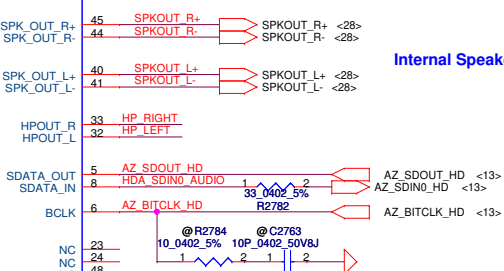 SPK_OUT_R+ 45 SPKOUT_R+ SPKOUT_R+ <28>
SPK_OUT_R- 44 SPKOUT_R- SPKOUT_R- <28>
Internal Speak
SPK_OUT_L+ 40 SPKOUT_L+ SPKOUT_L+ <28>
SPK_OUT_L- 41 SPKOUT_L- SPKOUT_L- <28>
HPOUT_R 33 HP_RIGHT
HPOUT_L 32 HP_LEFT
SDATA_OUT 5 AZ_SDOUT_HD AZ_SDOUT_HD <13>
SDATA_IN 8 HDA_SDIN0_AUDIO 1 2 AZ_SDIN0_HD <13>
33_0402_5%
R2782
BCLK 6 AZ_BITCLK_HD AZ_BITCLK_HD <13>
@R2784 @C2763
NC 23 10_0402_5% 10P_0402_50V8J
NC 24 1 2 1 2
48